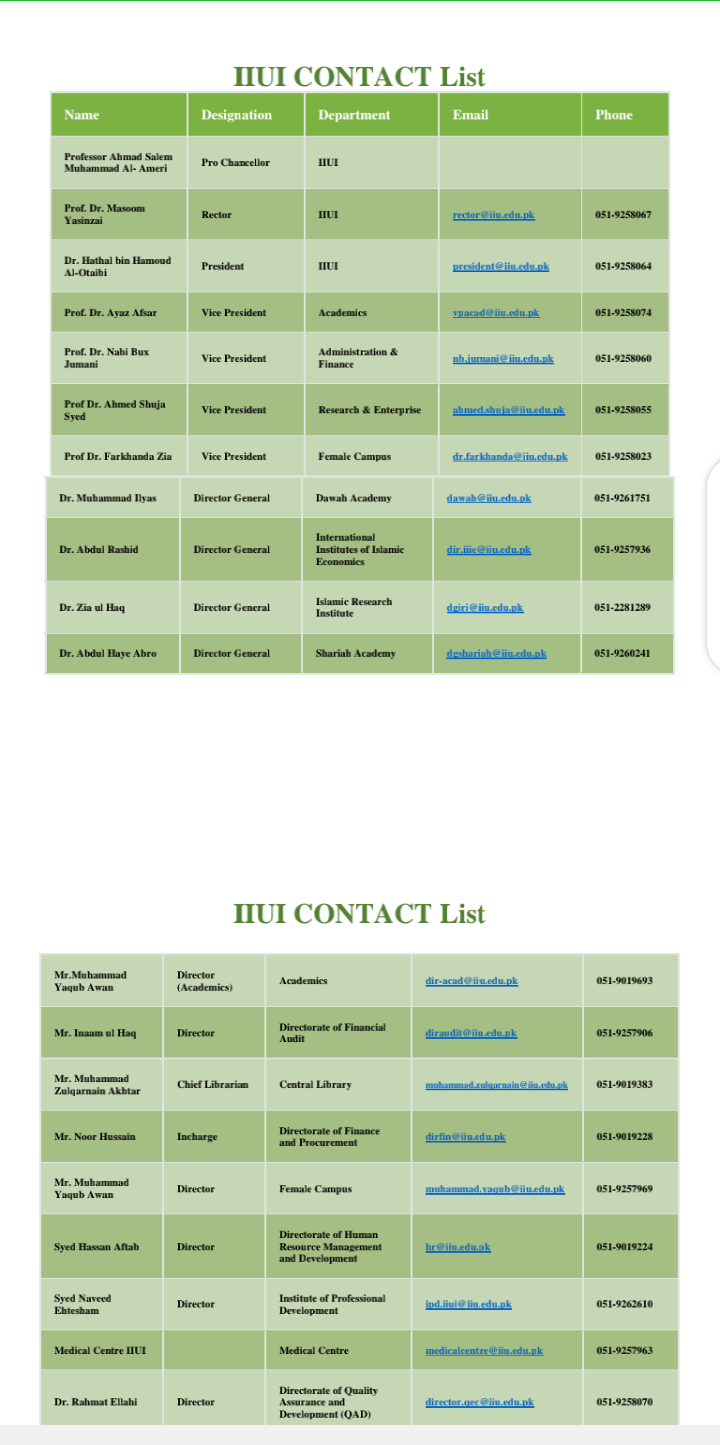 IIUI CONTACT List
Name Designation Department Email Phone
Professor Ahmad Salem Muhammad Al- Ameri Pro Chancellor IIUI
Prof. Dr. Masoom Yasinzai Rector IIUI rector@iiu.edu.pk 051-9258067
Dr. Hathal bin Hamoud Al-Otaibi President IIUI president@iiu.edu.pk 051-9258064
Prof. Dr. Ayaz Afsar Vice President Academics vpacad@iiu.edu.pk 051-9258074
Prof. Dr. Nabi Bux Jumani Vice President Administration & Finance nb.jumani@iiu.edu.pk 051-9258060
Prof Dr. Ahmed Shuja Syed Vice President Research & Enterprise ahmed.shuja@iiu.edu.pk 051-9258055
Prof Dr. Farkhanda Zia Vice President Female Campus dr.farkhanda@iiu.edu.pk 051-9258023
Dr. Muhammad Ilyas Director General Dawah Academy dawah@iiu.edu.pk 051-9261751
Dr. Abdul Rashid Director General International Institutes of Islamic Economics dir.iiie@iiu.edu.pk 051-9257936
Dr. Zia ul Haq Director General Islamic Research Institute dgiri@iiu.edu.pk 051-2281289
Dr. Abdul Haye Abro Director General Shariah Academy dgshariah@iiu.edu.pk 051-9260241
IIUI CONTACT List
Mr.Muhammad Yaqub Awan Director (Academics) Academics dir-acad@iiu.edu.pk 051-9019693
Mr. Inaam ul Haq Director Directorate of Financial Audit diraudit@iiu.edu.pk 051-9257906
Mr. Muhammad Zulqarnain Akhtar Chief Librarian Central Library muhammad.zulqarnain@iiu.edu.pk 051-9019383
Mr. Noor Hussain Incharge Directorate of Finance and Procurement dirfin@iiu.edu.pk 051-9019228
Mr. Muhammad Yaqub Awan Director Female Campus muhammad.yaqub@iiu.edu.pk 051-9257969
Syed Hassan Aftab Director Directorate of Human Resource Management and Development hr@iiu.edu.pk 051-9019224
Syed Naveed Ehtesham Director Institute of Professional Development ipd.iiui@iiu.edu.pk 051-9262610
Medical Centre IIUI Medical Centre medicalcentre@iiu.edu.pk 051-9257963
Dr. Rahmat Ellahi Director Directorate of Quality Assurance and Development (QAD) director.qec@iiu.edu.pk 051-9258070